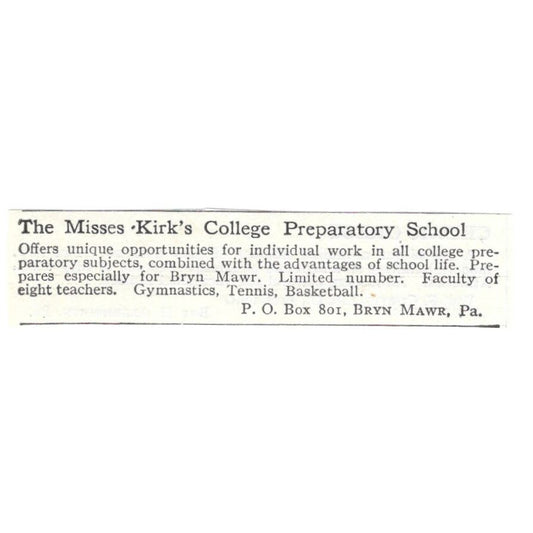 The Misses Kirk's College Preparatory School
Offers unique opportunities for individual work in all college pre-
paratory subjects, combined with the advantages of school life. Pre-
pares especially for Bryn Mawr. Limited number. Faculty of
eight teachers. Gymnastics, Tennis, Basketball.
P. O. Box 801, BRYN MAWR, Pa.